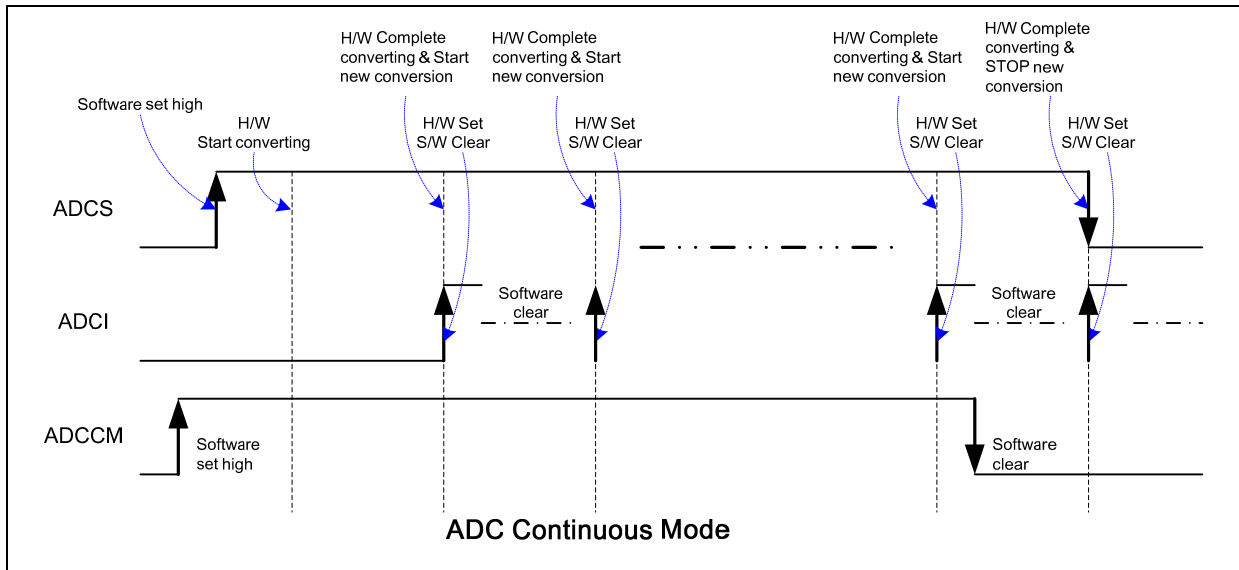 H/W Complete
converting & Start
new conversion
H/W Complete
converting & Start
new conversion
H/W Complete
converting & Start
new conversion
H/W Complete
converting &
STOP new
conversion
Software set high
H/W
Start converting
H/W Set
S/W Clear
H/W Set
S/W Clear
H/W Set
S/W Clear
H/W Set
S/W Clear
ADCS
ADCI
Software
clear
Software
clear
ADCCM
Software
set high
Software
clear
ADC Continuous Mode